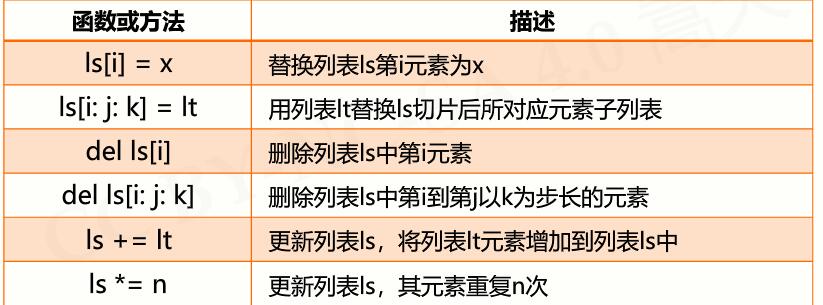 函数或方法 描述
ls[i] = x 替换列表ls第i元素为x
ls[i: j: k] = lt 用列表lt替换ls切片后所对应元素子列表
del ls[i] 删除列表ls中第i元素
del ls[i: j: k] 删除列表ls中第i到第j以k为步长的元素
ls += lt 更新列表ls，将列表lt元素增加到列表ls中
ls *= n 更新列表ls，其元素重复n次